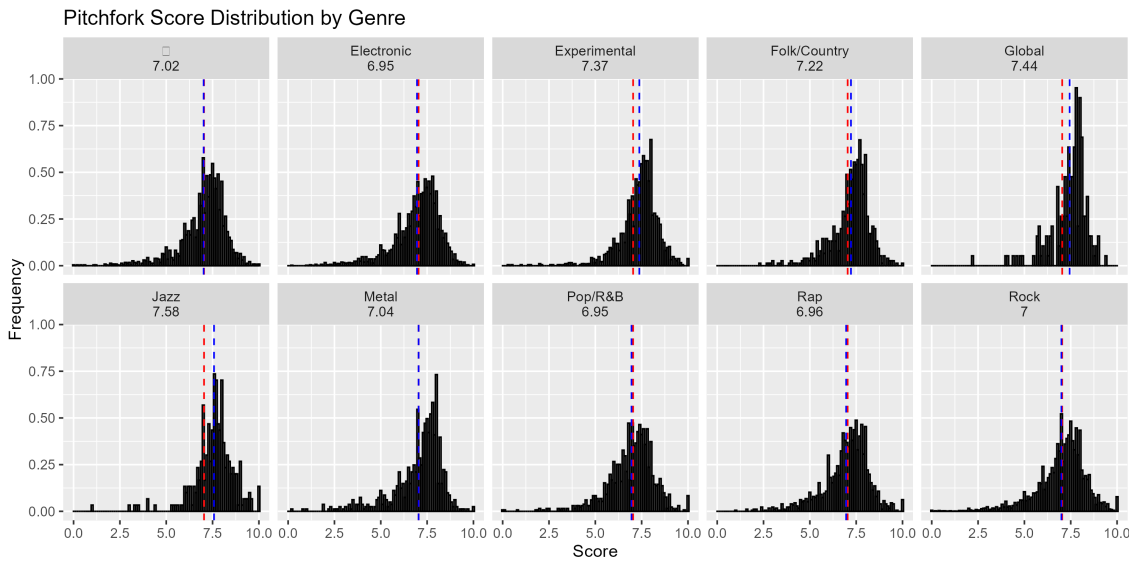 Pitchfork Score Distribution by Genre
7.02
Electronic
6.95
Experimental
7.37
Folk/Country
7.22
Global
7.44
1.00
0.75
0.50
0.25
0.00
Frequency
Jazz
7.58
Metal
7.04
Pop/R&B
6.95
Rap
6.96
Rock
7
1.00
0.75
0.50
0.25
0.00
0.0 2.5 5.0 7.5 10.0
0.0 2.5 5.0 7.5 10.0
0.0 2.5 5.0 7.5 10.0
0.0 2.5 5.0 7.5 10.0
0.0 2.5 5.0 7.5 10.0
Score